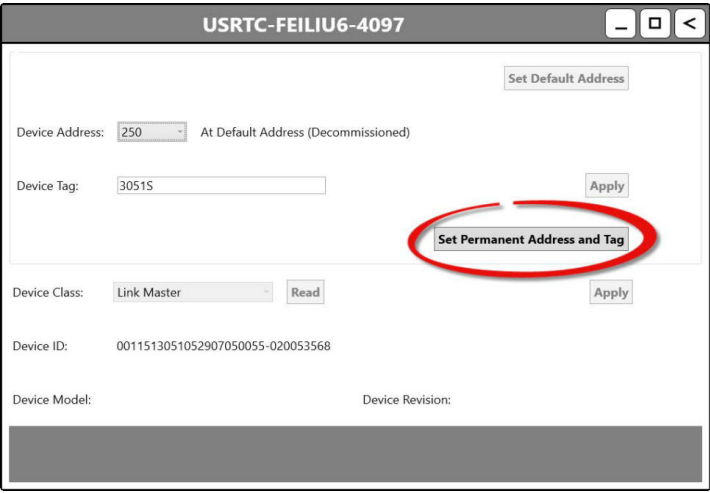 USRTC-FEILIU6-4097
Set Default Address
Device Address: 250 At Default Address (Decommissioned)
Device Tag: 3051S Apply
Set Permanent Address and Tag
Device Class: Link Master Read Apply
Device ID: 0011513051052907050055-020053568
Device Model: Device Revision: